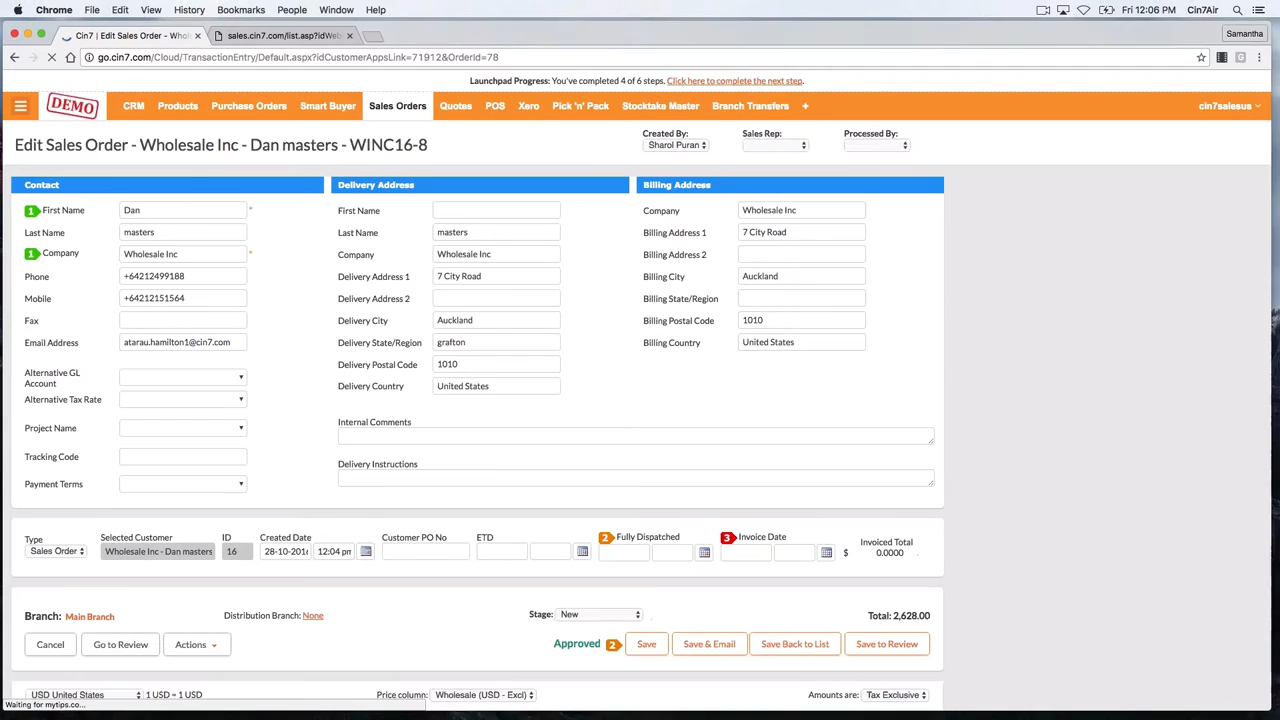 Chrome File Edit View History Bookmarks People Window Help Fri 12:06 PM Cin7Air
Cin7 | Edit Sales Order - Whole sales.cin7.com/list.asp?idWeb Samantha
go.cin7.com/Cloud/TransactionEntry/Default.aspx?idCustomerAppsLink=71912&OrderId=78
Launchpad Progress: You've completed 4 of 6 steps. Click here to complete the next step.
DEMO CRM Products Purchase Orders Smart Buyer Sales Orders Quotes POS Xero Pick 'n' Pack Stocktake Master Branch Transfers + cin7salesus
Created By: Sales Rep: Processed By:
Edit Sales Order - Wholesale Inc - Dan masters - WINC16-8 Sharol Puran
Contact Delivery Address Billing Address
1 First Name Dan * First Name Company Wholesale Inc
Last Name masters Last Name masters Billing Address 1 7 City Road
1 Company Wholesale Inc * Company Wholesale Inc Billing Address 2
Phone +64212499188 Delivery Address 1 7 City Road Billing City Auckland
Mobile +64212151564 Delivery Address 2 Billing State/Region
Fax Delivery City Auckland Billing Postal Code 1010
Email Address atarau.hamilton1@cin7.com Delivery State/Region grafton Billing Country United States
Delivery Postal Code 1010
Alternative GL Account
Delivery Country United States
Alternative Tax Rate
Project Name Internal Comments
Tracking Code Delivery Instructions
Payment Terms
Type Selected Customer ID Created Date Customer PO No ETD 2 Fully Dispatched 3 Invoice Date Invoiced Total
Sales Order Wholesale Inc - Dan masters 16 28-10-201 12:04 pm $ 0.0000
Branch: Main Branch Distribution Branch: None Stage: New Total: 2,628.00
Cancel Go to Review Actions Approved 2 Save Save & Email Save Back to List Save to Review
USD United States 1 USD = 1 USD Price column: Wholesale (USD - Excl) Amounts are: Tax Exclusive
Waiting for mytips.co...